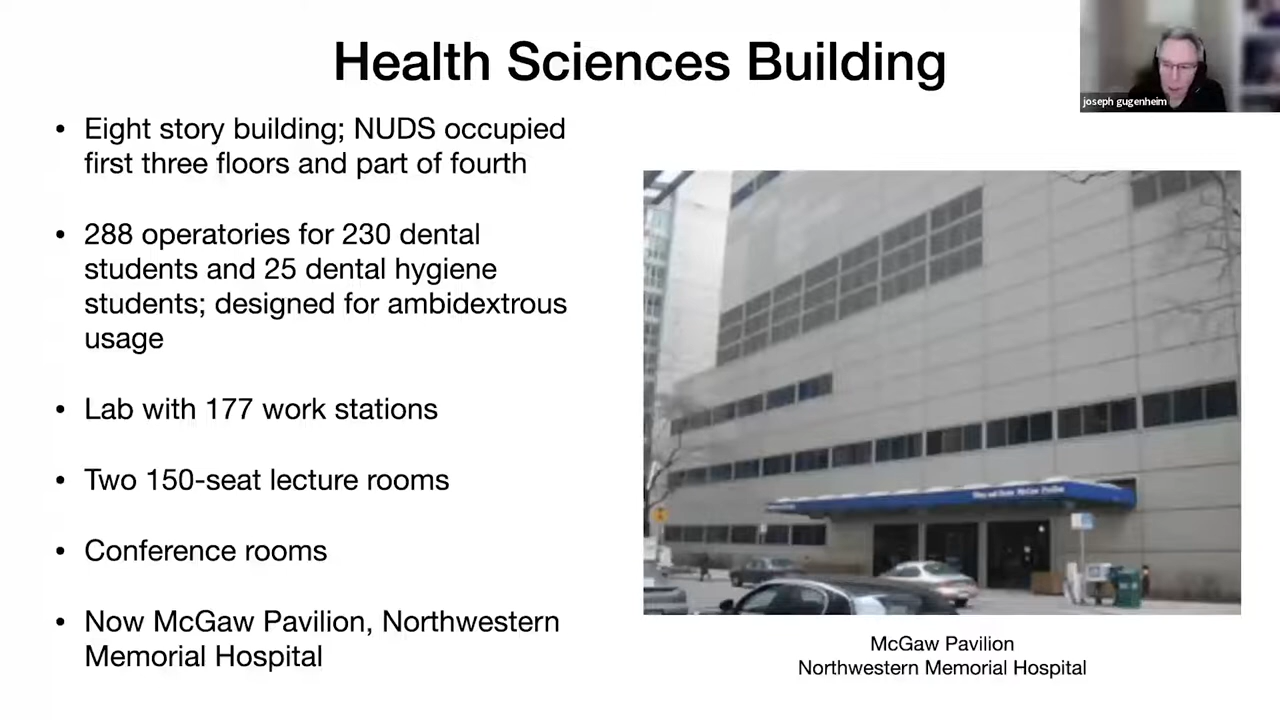 Health Sciences Building
joseph gugenheim
• Eight story building; NUDS occupied
first three floors and part of fourth
• 288 operatories for 230 dental
students and 25 dental hygiene
students; designed for ambidextrous
usage
• Lab with 177 work stations
• Two 150-seat lecture rooms
• Conference rooms
• Now McGaw Pavilion, Northwestern
Memorial Hospital
McGaw Pavilion
McGaw Pavilion
Northwestern Memorial Hospital